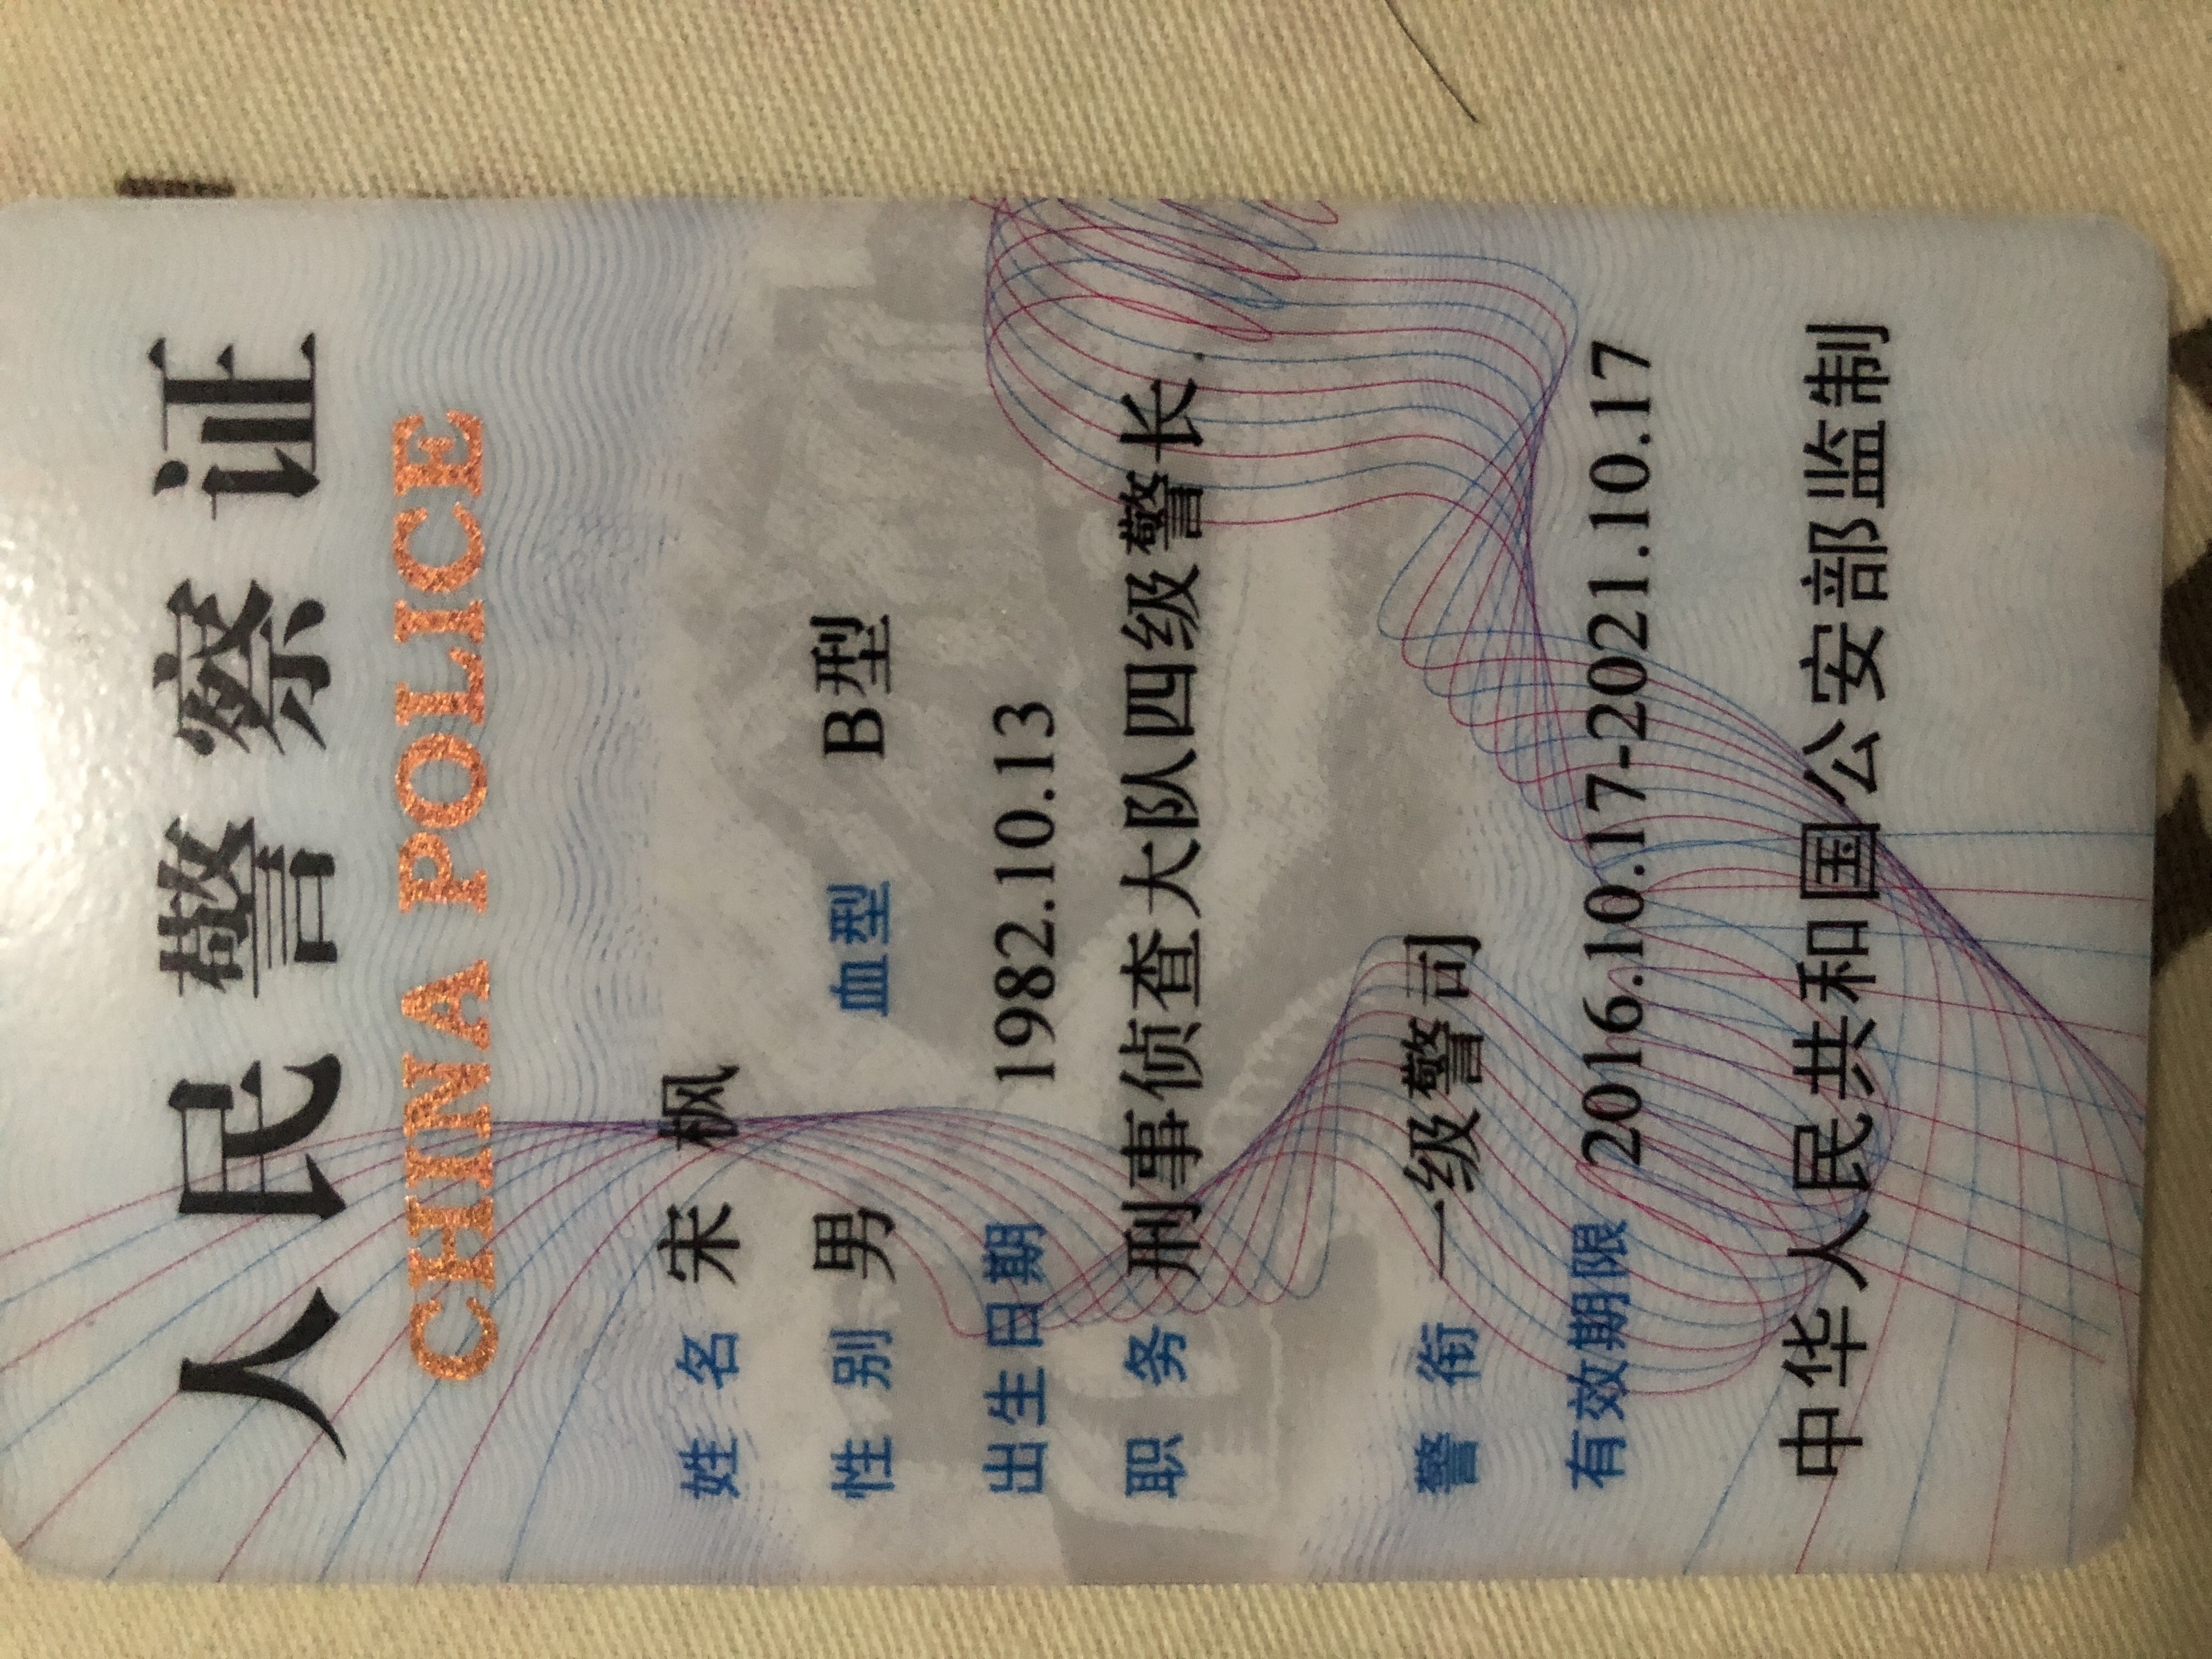 人民警察证
CHINA POLICE
姓名 宋枫
性别 男 血型 B型
出生日期 1982.10.13
职务 刑事侦查大队四级警长.
警衔 一级警司
有效期限 2016.10.17-2021.10.17
中华人民共和国公安部监制